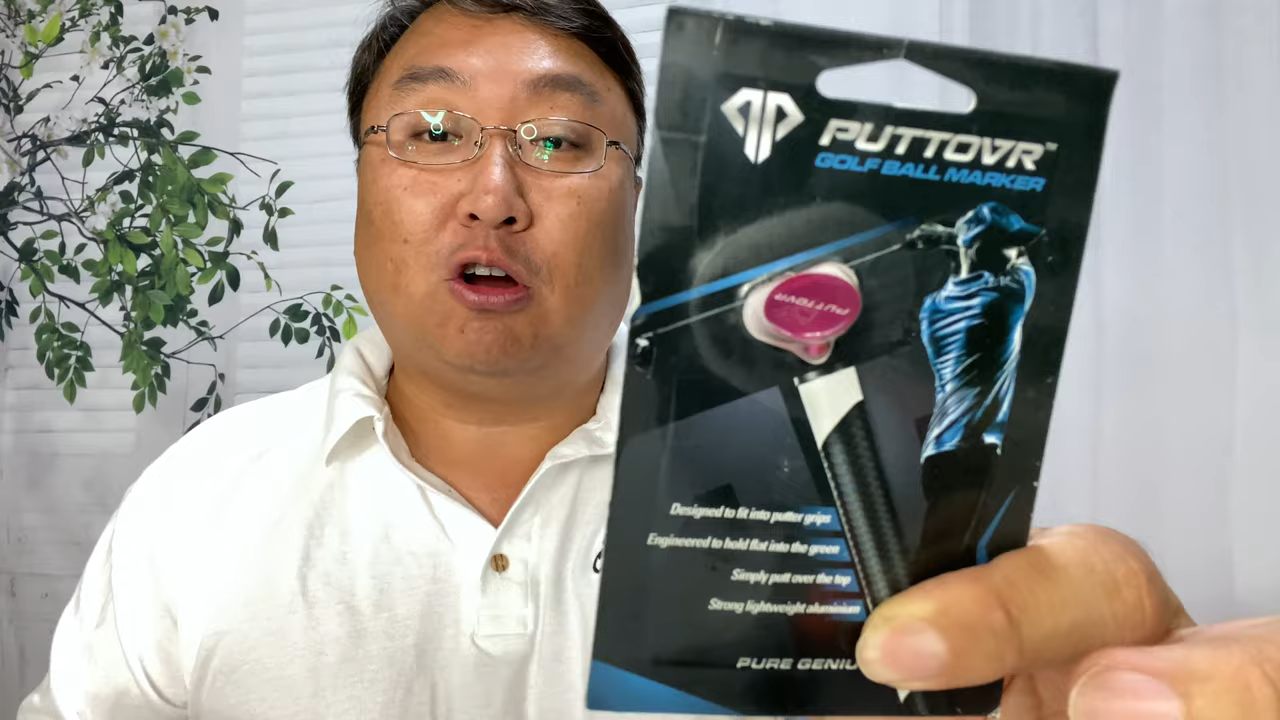 PUTTOVR™
GOLF BALL MARKER
PUTTOVR
Designed to fit into putter grips
Engineered to hold flat into the green
Simply putt over the top
Strong lightweight aluminium
PURE GENIU